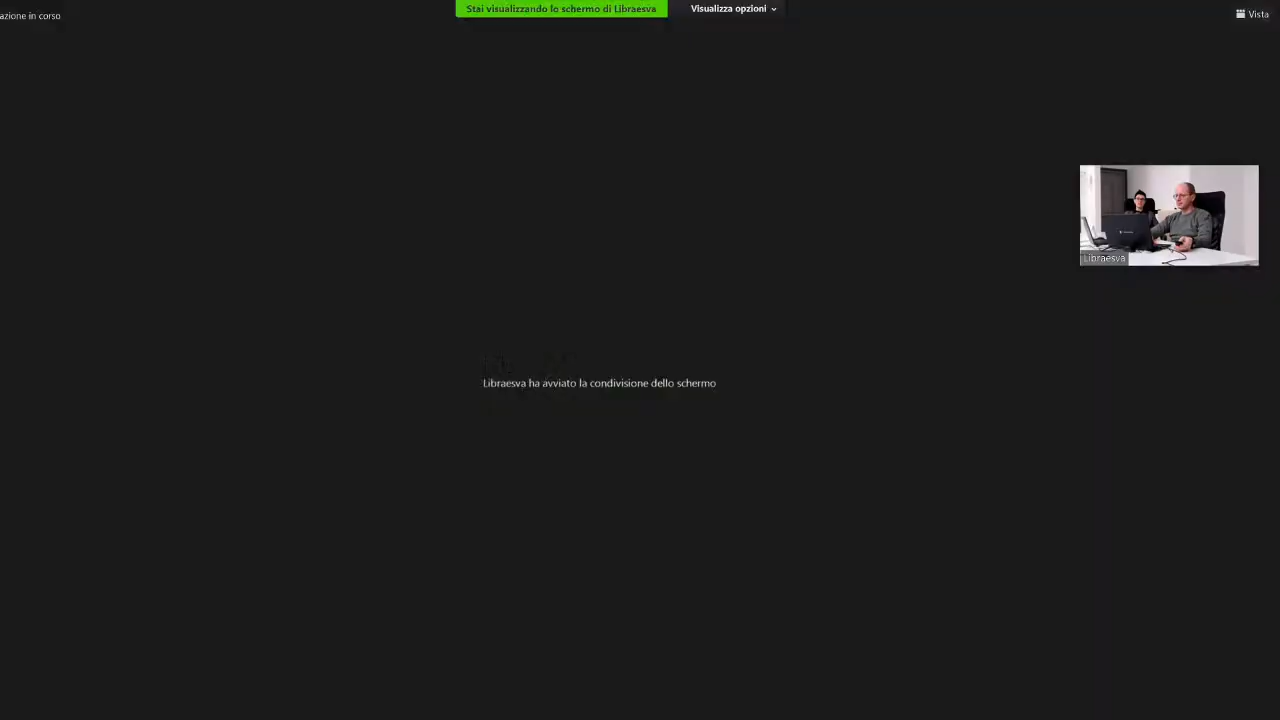 azione in corso
Stai visualizzando lo schermo di Libraesva
Visualizza opzioni
Vista
Libraesva
Libraesva ha avviato la condivisione dello schermo